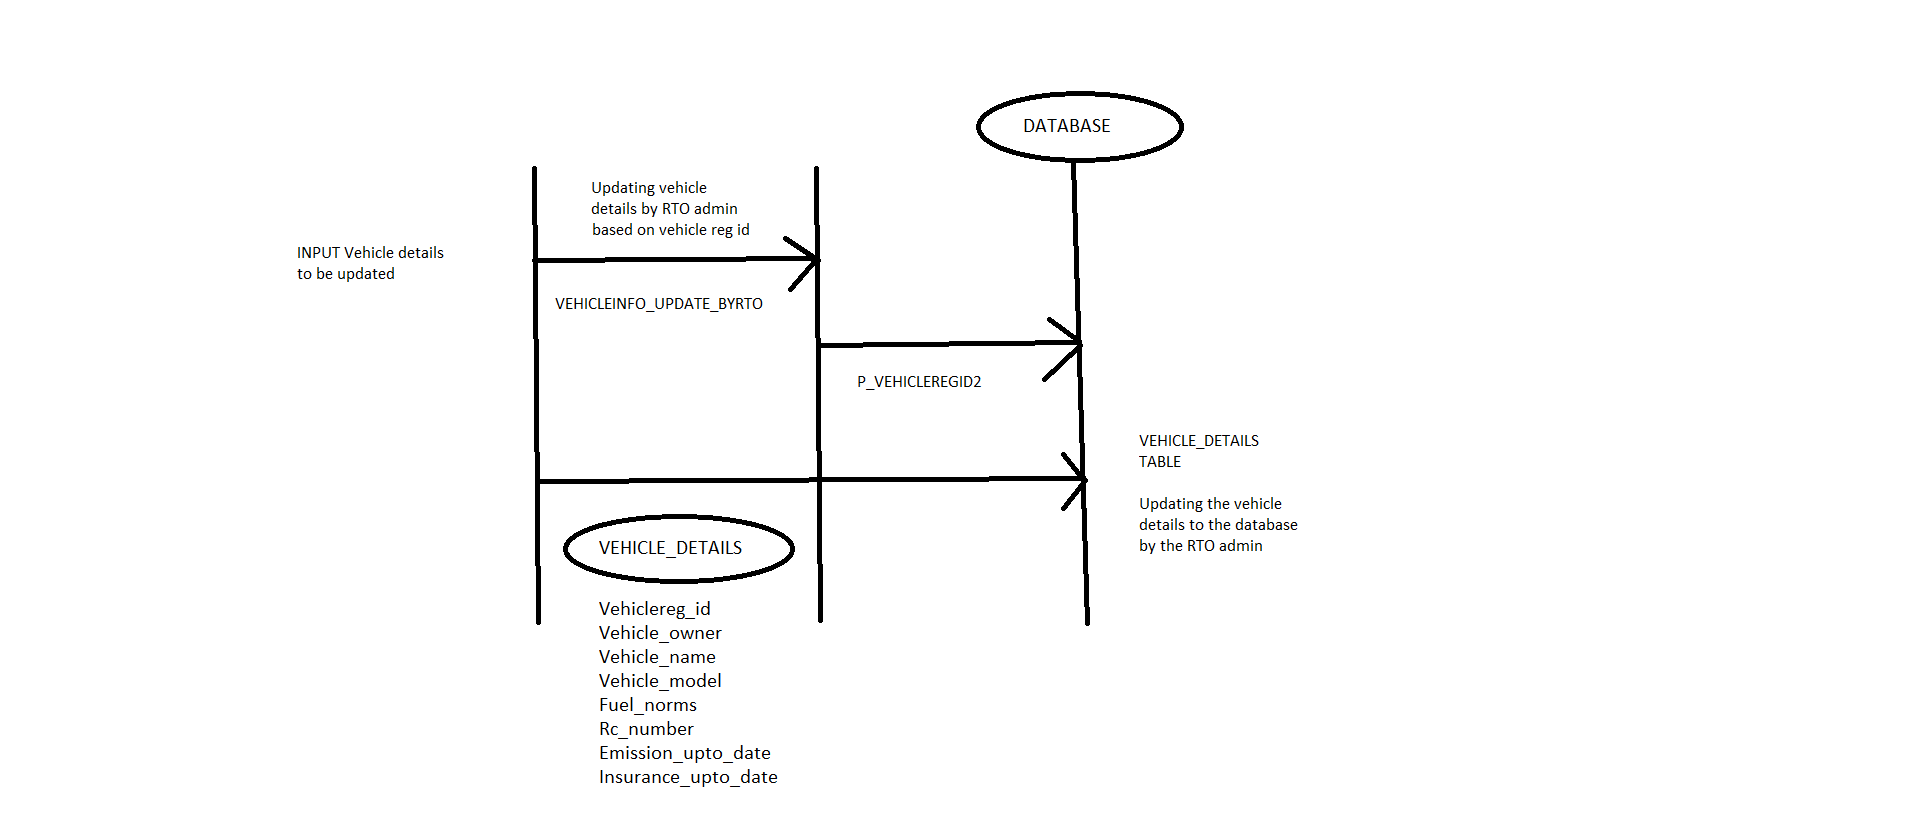 DATABASE
Updating vehicle
details by RTO admin
based on vehicle reg id
INPUT Vehicle details
to be updated
VEHICLEINFO_UPDATE_BYRTO
P_VEHICLEREGID2
VEHICLE_DETAILS
TABLE
Updating the vehicle
details to the database
by the RTO admin
VEHICLE_DETAILS
Vehiclereg_id
Vehicle_owner
Vehicle_name
Vehicle_model
Fuel_norms
Rc_number
Emission_upto_date
Insurance_upto_date